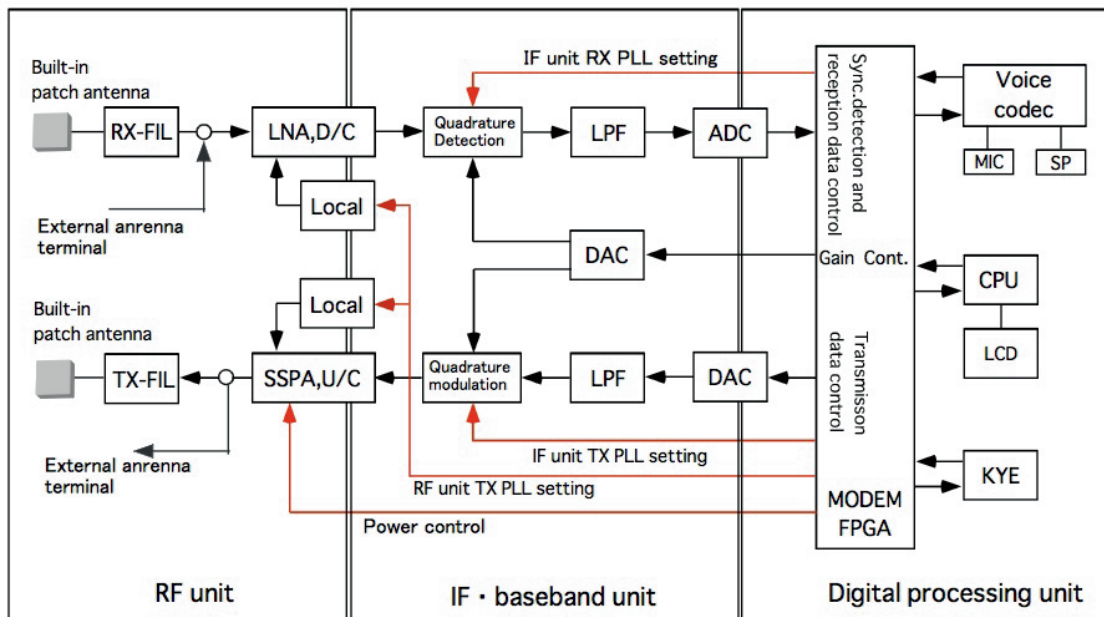 IF unit RX PLL setting
Built-in
patch antenna
RX-FIL
LNA,D/C
Quadrature
Detection
LPF
ADC
Sync.detection and
reception data control
Voice
codec
MIC
SP
External anrenna
terminal
Local
DAC
Gain Cont.
CPU
LCD
Built-in
patch antenna
Local
TX-FIL
SSPA,U/C
Quadrature
modulation
LPF
DAC
Transmisson
data control
External anrenna
terminal
IF unit TX PLL setting
RF unit TX PLL setting
Power control
MODEM
FPGA
KYE
RF unit
IF・baseband unit
Digital processing unit